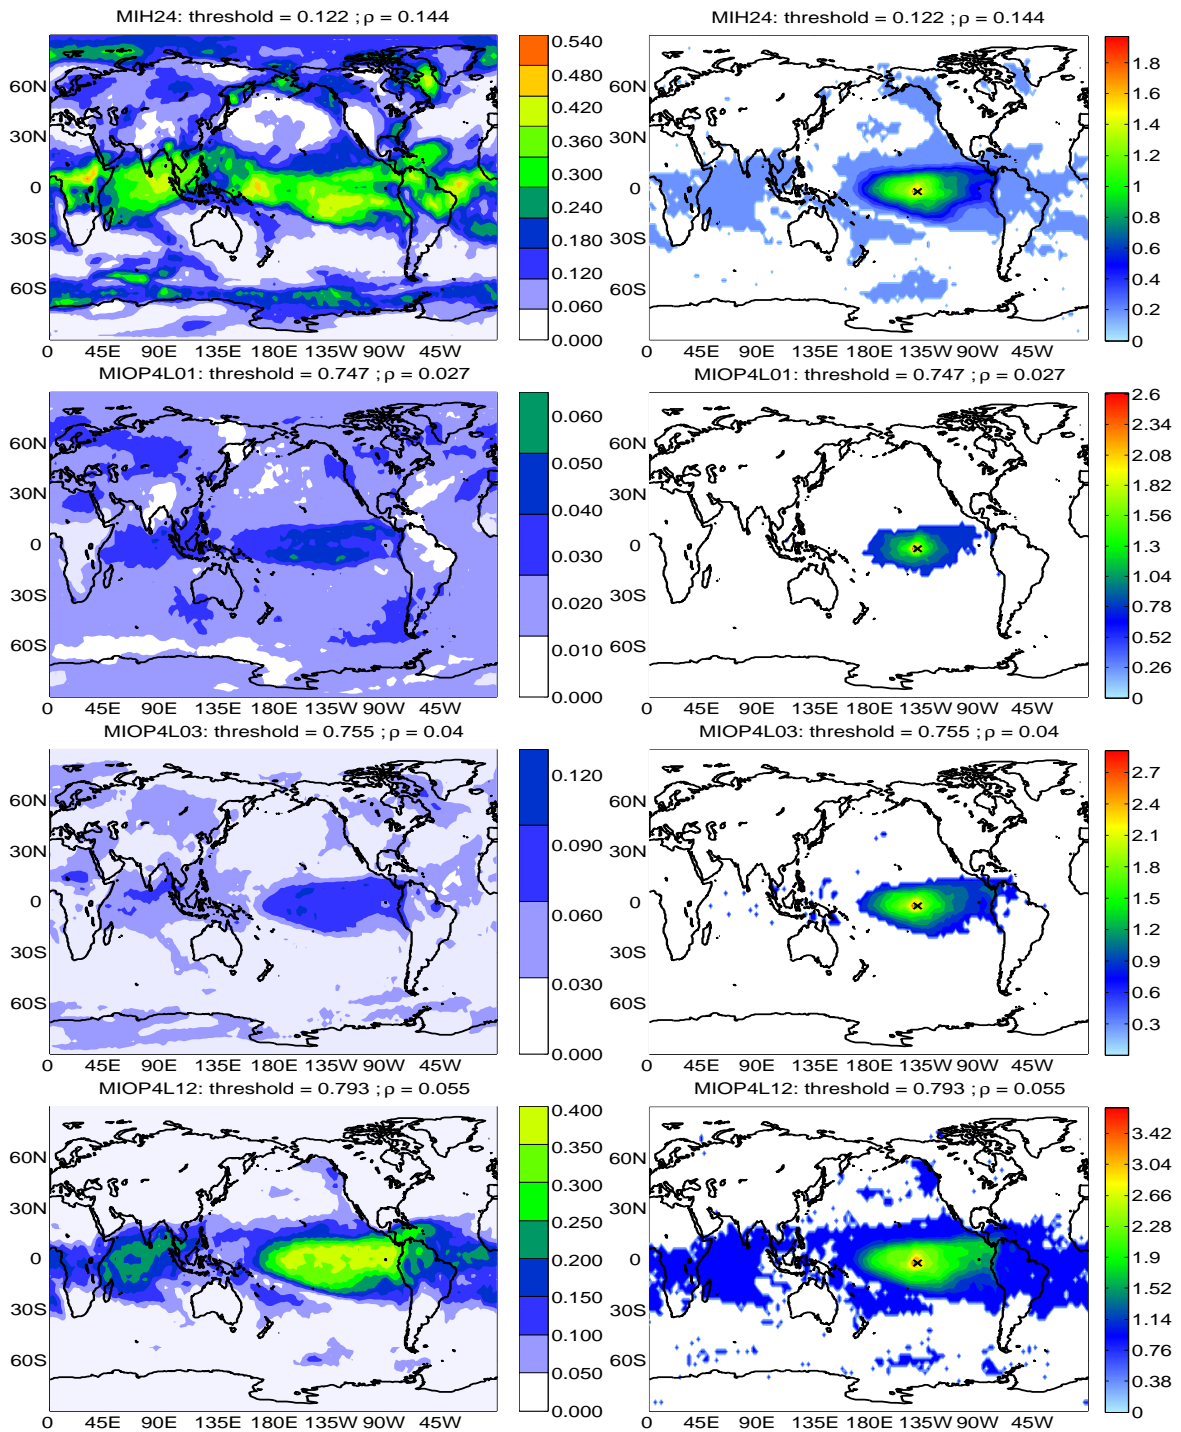 MIH24: threshold = 0.122 ; ρ = 0.144
60N
30N
0
30S
60S
0 45E 90E 135E 180E 135W 90W 45W
0.540
0.480
0.420
0.360
0.300
0.240
0.180
0.120
0.060
0.000
MIH24: threshold = 0.122 ; ρ = 0.144
60N
30N
0
30S
60S
0 45E 90E 135E 180E 135W 90W 45W
1.8
1.6
1.4
1.2
1
0.8
0.6
0.4
0.2
0
MIOP4L01: threshold = 0.747 ; ρ = 0.027
60N
30N
0
30S
60S
0 45E 90E 135E 180E 135W 90W 45W
0.060
0.050
0.040
0.030
0.020
0.010
0.000
MIOP4L01: threshold = 0.747 ; ρ = 0.027
60N
30N
0
30S
60S
0 45E 90E 135E 180E 135W 90W 45W
2.6
2.34
2.08
1.82
1.56
1.3
1.04
0.78
0.52
0.26
0
MIOP4L03: threshold = 0.755 ; ρ = 0.04
60N
30N
0
30S
60S
0 45E 90E 135E 180E 135W 90W 45W
0.120
0.090
0.060
0.030
0.000
MIOP4L03: threshold = 0.755 ; ρ = 0.04
60N
30N
0
30S
60S
0 45E 90E 135E 180E 135W 90W 45W
2.7
2.4
2.1
1.8
1.5
1.2
0.9
0.6
0.3
MIOP4L12: threshold = 0.793 ; ρ = 0.055
60N
30N
0
30S
60S
0 45E 90E 135E 180E 135W 90W 45W
0.400
0.350
0.300
0.250
0.200
0.150
0.100
0.050
0.000
MIOP4L12: threshold = 0.793 ; ρ = 0.055
60N
30N
0
30S
60S
0 45E 90E 135E 180E 135W 90W 45W
3.42
3.04
2.66
2.28
1.9
1.52
1.14
0.76
0.38
0